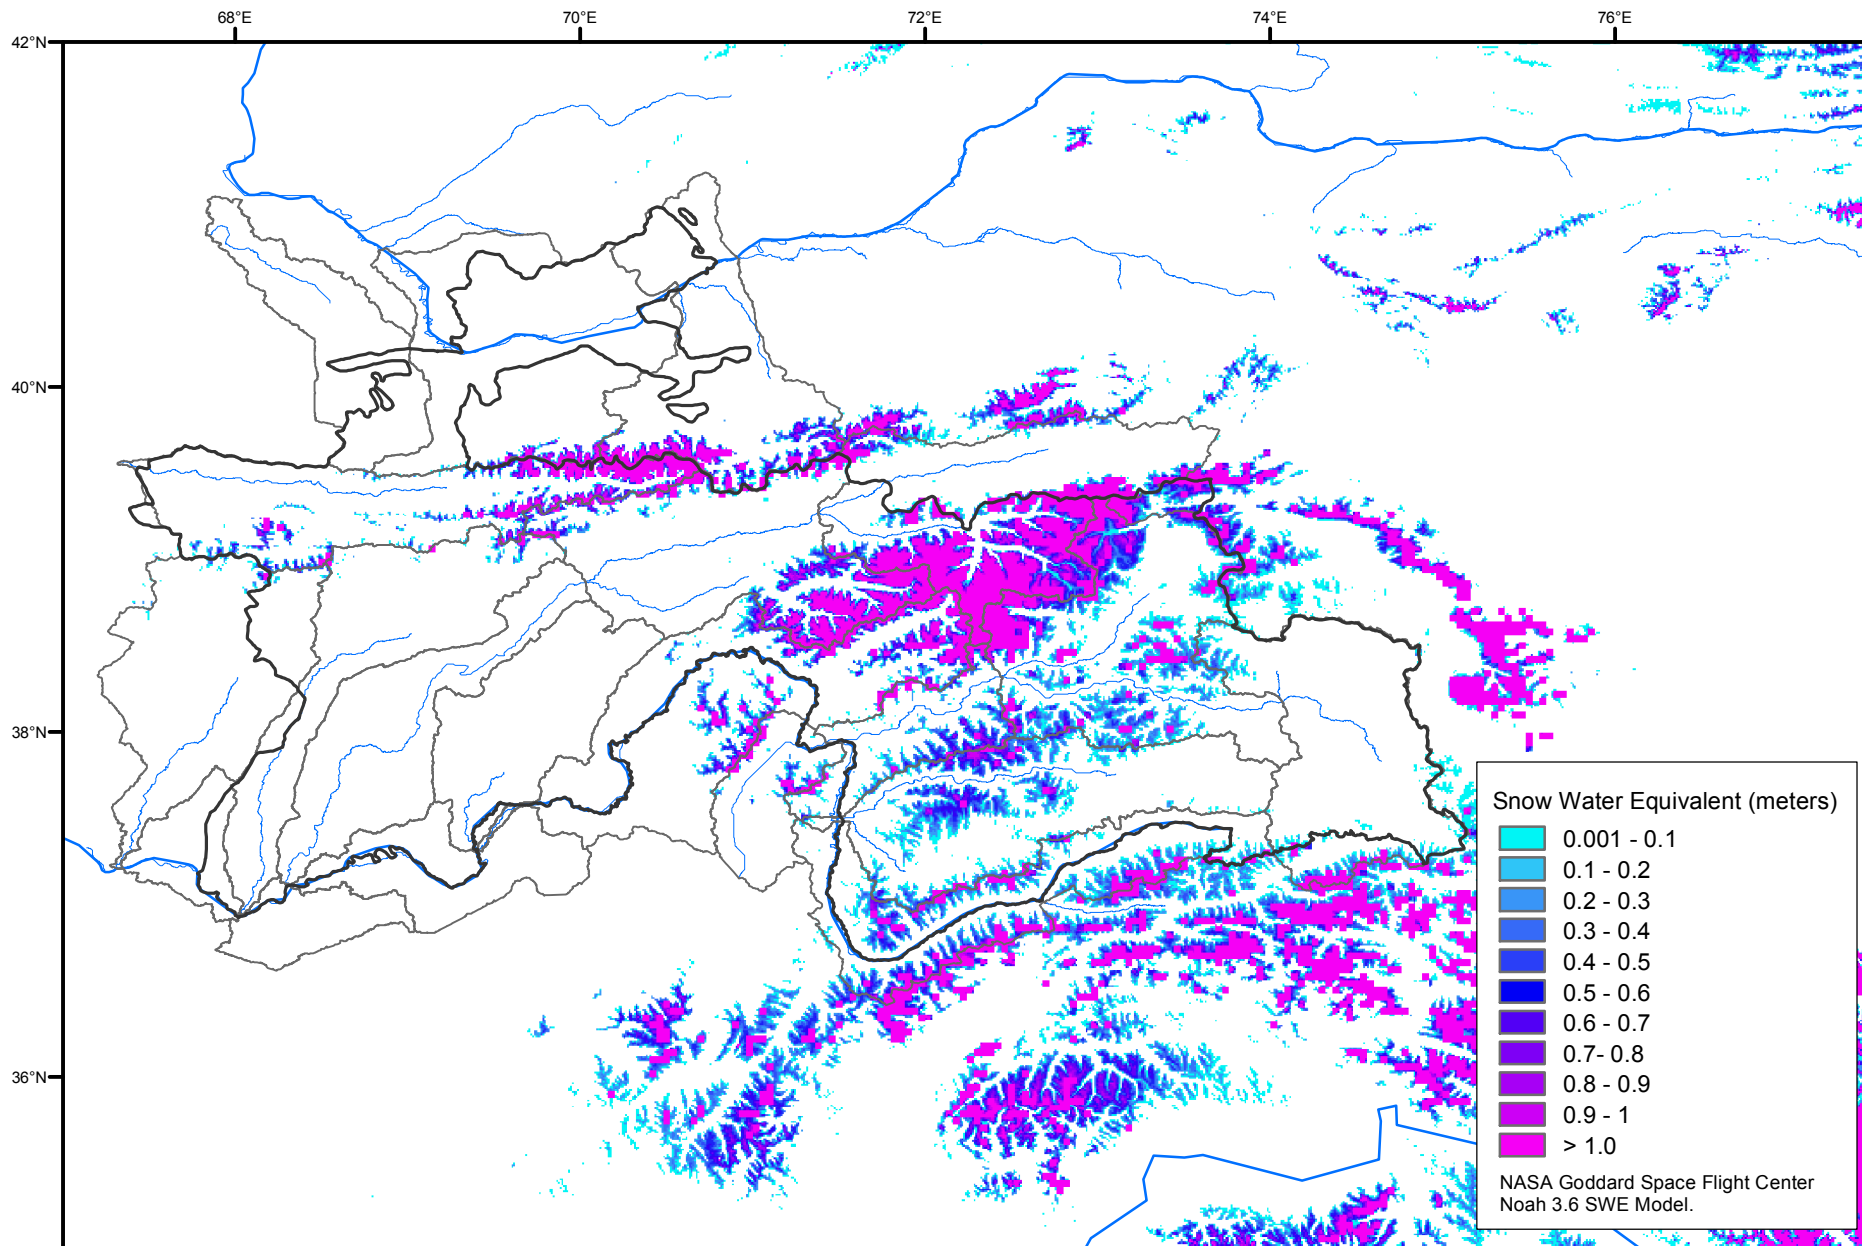 68°E 70°E 72°E 74°E 76°E
42°N
40°N
38°N
36°N
Snow Water Equivalent (meters)
0.001 - 0.1
0.1 - 0.2
0.2 - 0.3
0.3 - 0.4
0.4 - 0.5
0.5 - 0.6
0.6 - 0.7
0.7- 0.8
0.8 - 0.9
0.9 - 1
> 1.0
NASA Goddard Space Flight Center
Noah 3.6 SWE Model.